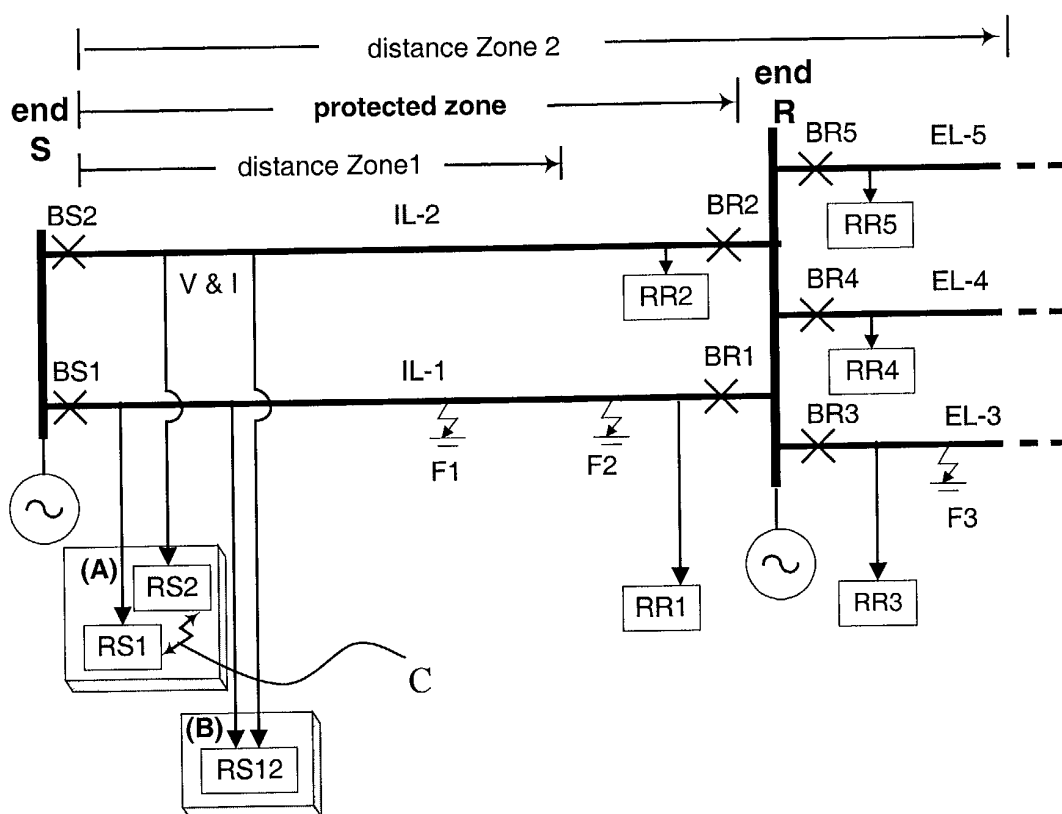 distance Zone 2
end
S
protected zone
end
R
distance Zone1
BR5
EL-5
BS2
IL-2
BR2
RR5
V & I
RR2
BR4
EL-4
BS1
IL-1
BR1
RR4
BR3
EL-3
F1
F2
F3
(A)
RS2
RS1
RR1
RR3
C
(B)
RS12